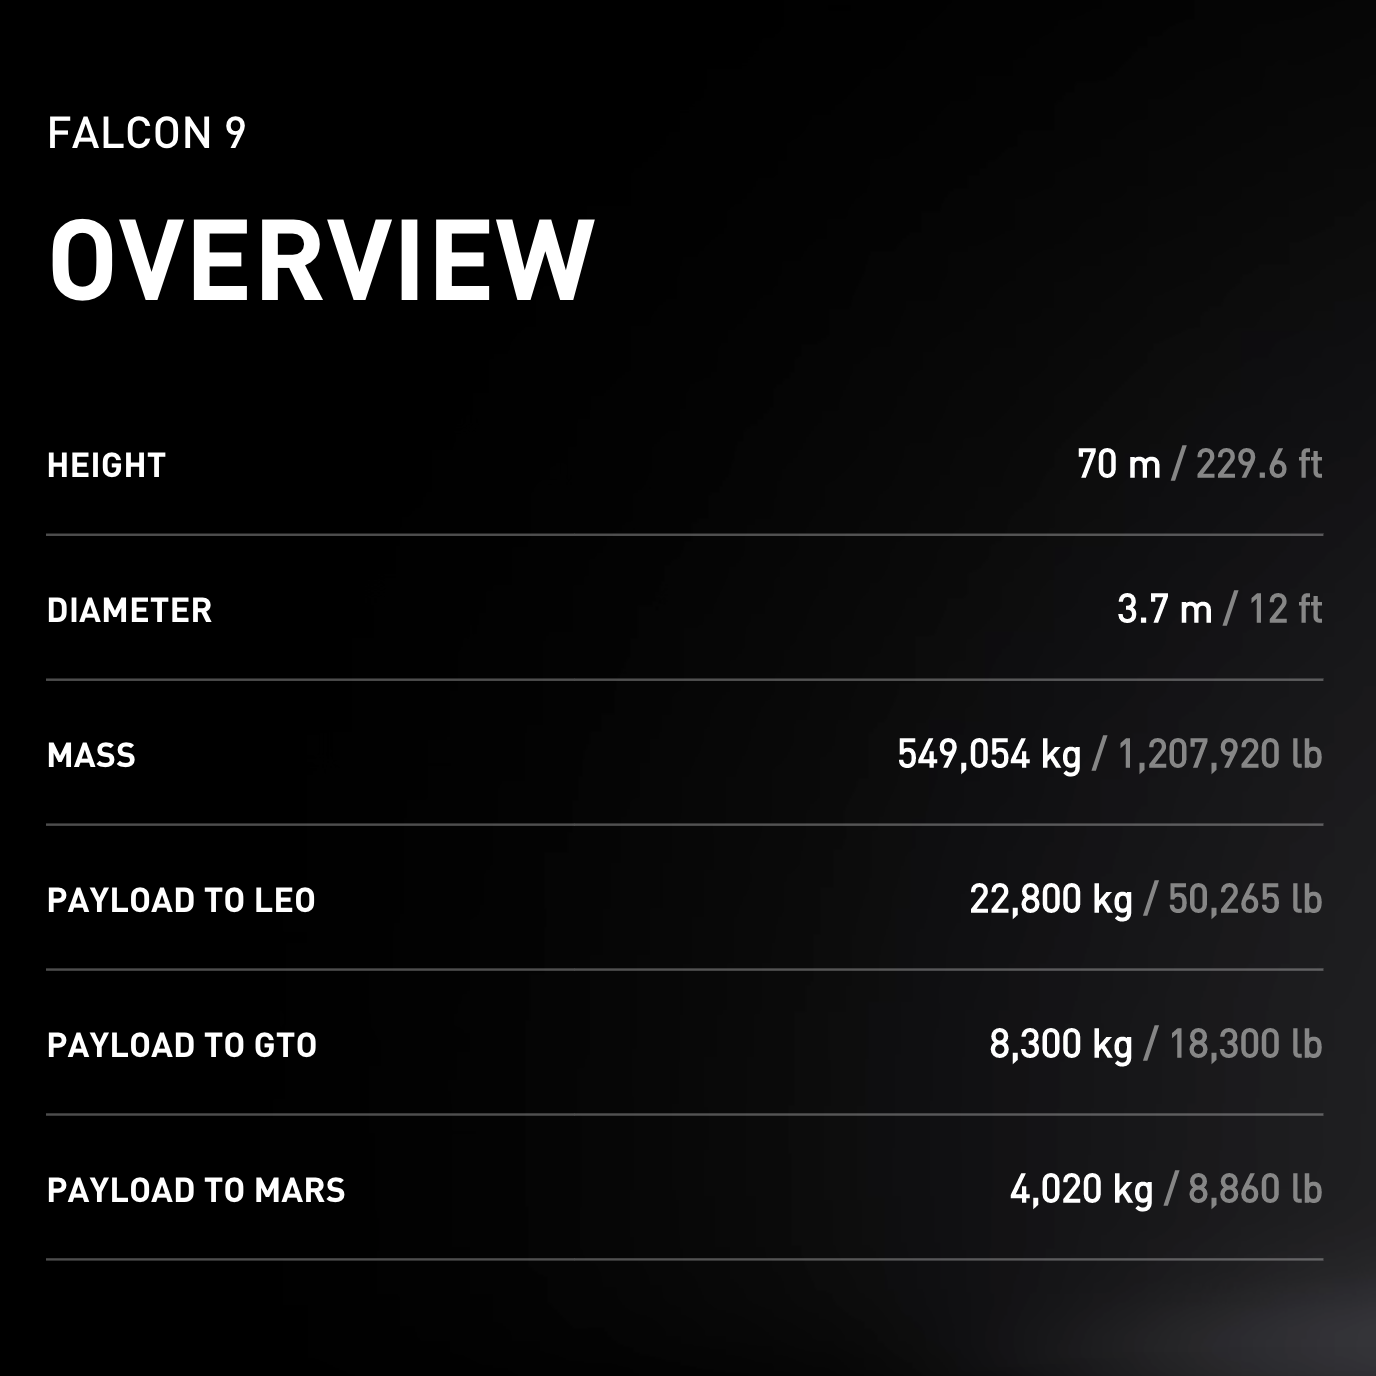 FALCON 9
OVERVIEW
HEIGHT 70 m / 229.6 ft
DIAMETER 3.7 m / 12 ft
MASS 549,054 kg / 1,207,920 lb
PAYLOAD TO LEO 22,800 kg / 50,265 lb
PAYLOAD TO GTO 8,300 kg / 18,300 lb
PAYLOAD TO MARS 4,020 kg / 8,860 lb